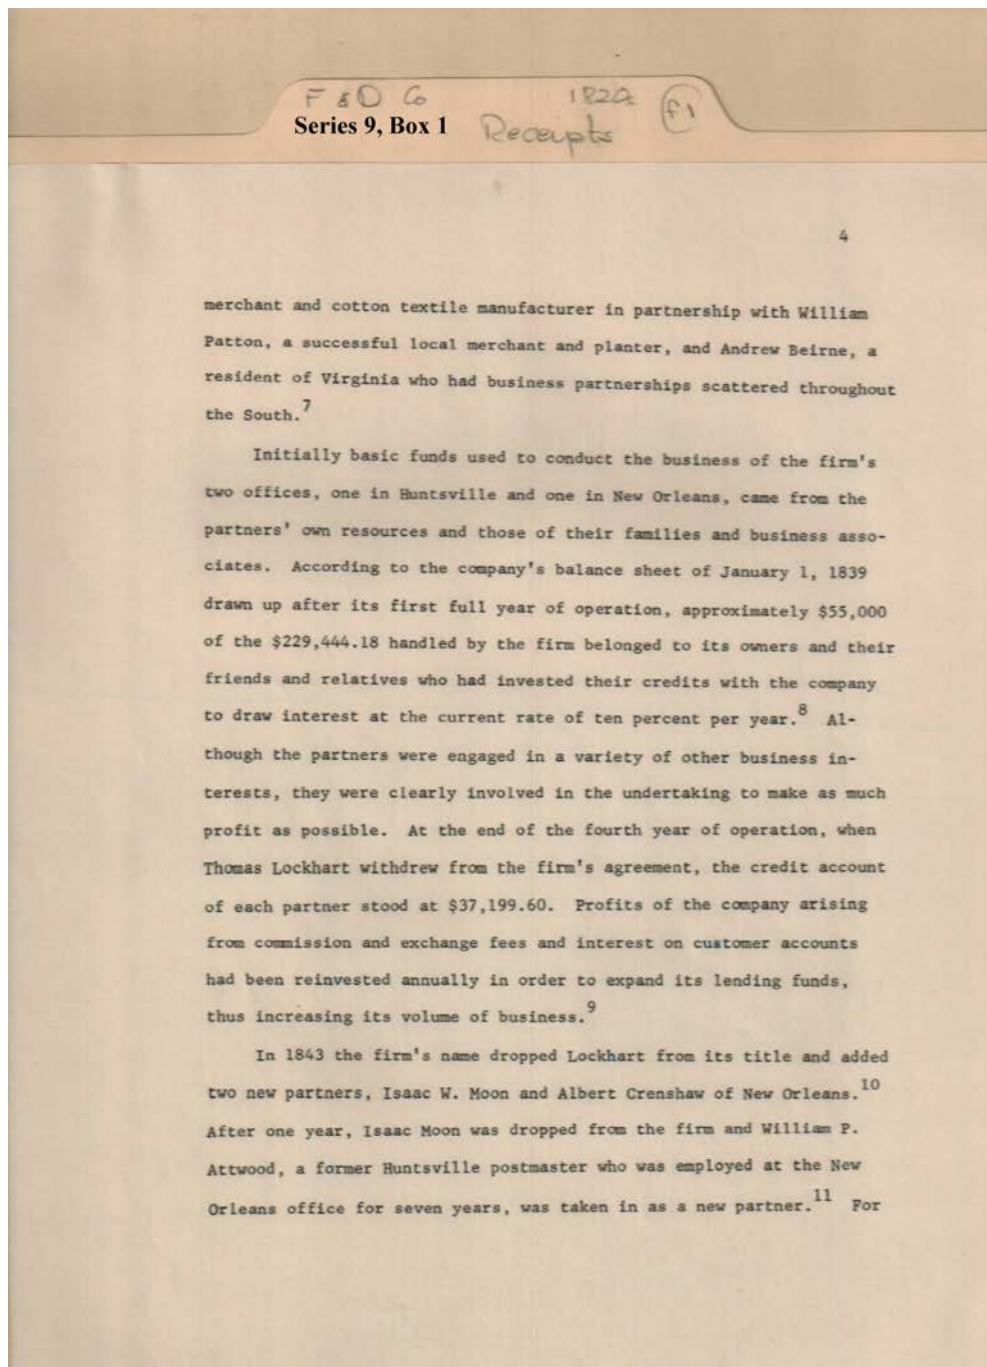 F & D Co 1820s f1
Series 9, Box 1 Receipts
4
merchant and cotton textile manufacturer in partnership with William
Patton, a successful local merchant and planter, and Andrew Beirne, a
resident of Virginia who had business partnerships scattered throughout
the South.7
Initially basic funds used to conduct the business of the firm's
two offices, one in Huntsville and one in New Orleans, came from the
partners' own resources and those of their families and business asso-
ciates. According to the company's balance sheet of January 1, 1839
drawn up after its first full year of operation, approximately $55,000
of the $229,444.18 handled by the firm belonged to its owners and their
friends and relatives who had invested their credits with the company
to draw interest at the current rate of ten percent per year.8 Al-
though the partners were engaged in a variety of other business in-
terests, they were clearly involved in the undertaking to make as much
profit as possible. At the end of the fourth year of operation, when
Thomas Lockhart withdrew from the firm's agreement, the credit account
of each partner stood at $37,199.60. Profits of the company arising
from commission and exchange fees and interest on customer accounts
had been reinvested annually in order to expand its lending funds,
thus increasing its volume of business.9
In 1843 the firm's name dropped Lockhart from its title and added
two new partners, Isaac W. Moon and Albert Crenshaw of New Orleans.10
After one year, Isaac Moon was dropped from the firm and William P.
Attwood, a former Huntsville postmaster who was employed at the New
Orleans office for seven years, was taken in as a new partner.11 For